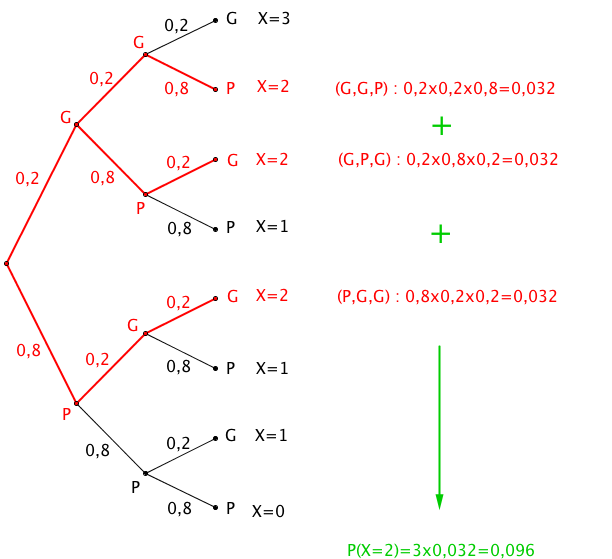 0,2 G X=3
G
0,2
0,8 P X=2 (G,G,P) : 0,2x0,2x0,8=0,032
G +
0,2 G X=2 (G,P,G) : 0,2x0,8x0,2=0,032
0,2 0,8
P
0,8 P X=1 +
0,2 G X=2 (P,G,G) : 0,8x0,2x0,2=0,032
G
0,8 0,2
0,8 P X=1
P
0,2 G X=1
0,8
P
0,8 P X=0
P(X=2)=3x0,032=0,096